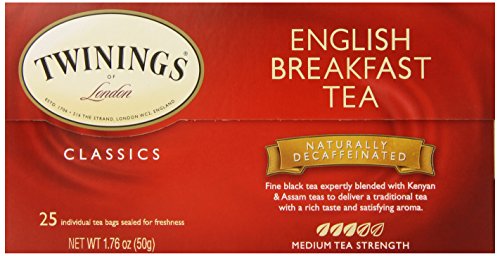 TWININGS®
OF
London
ESTD. 1706 • 216 THE STRAND, LONDON WC2, ENGLAND
CLASSICS
25 individual tea bags sealed for freshness
NET WT 1.76 oz (50g)
ENGLISH
BREAKFAST
TEA
NATURALLY
DECAFFEINATED
Fine black tea expertly blended with Kenyan
& Assam teas to deliver a traditional tea
with a rich taste and satisfying aroma.
MEDIUM TEA STRENGTH